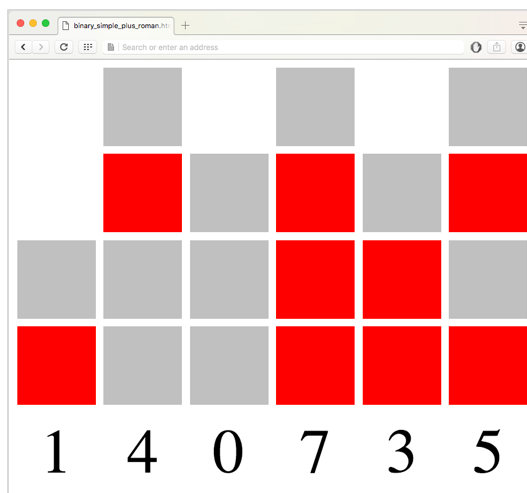 binary_simple_plus_roman.ht
Search or enter an address
1 4 0 7 3 5